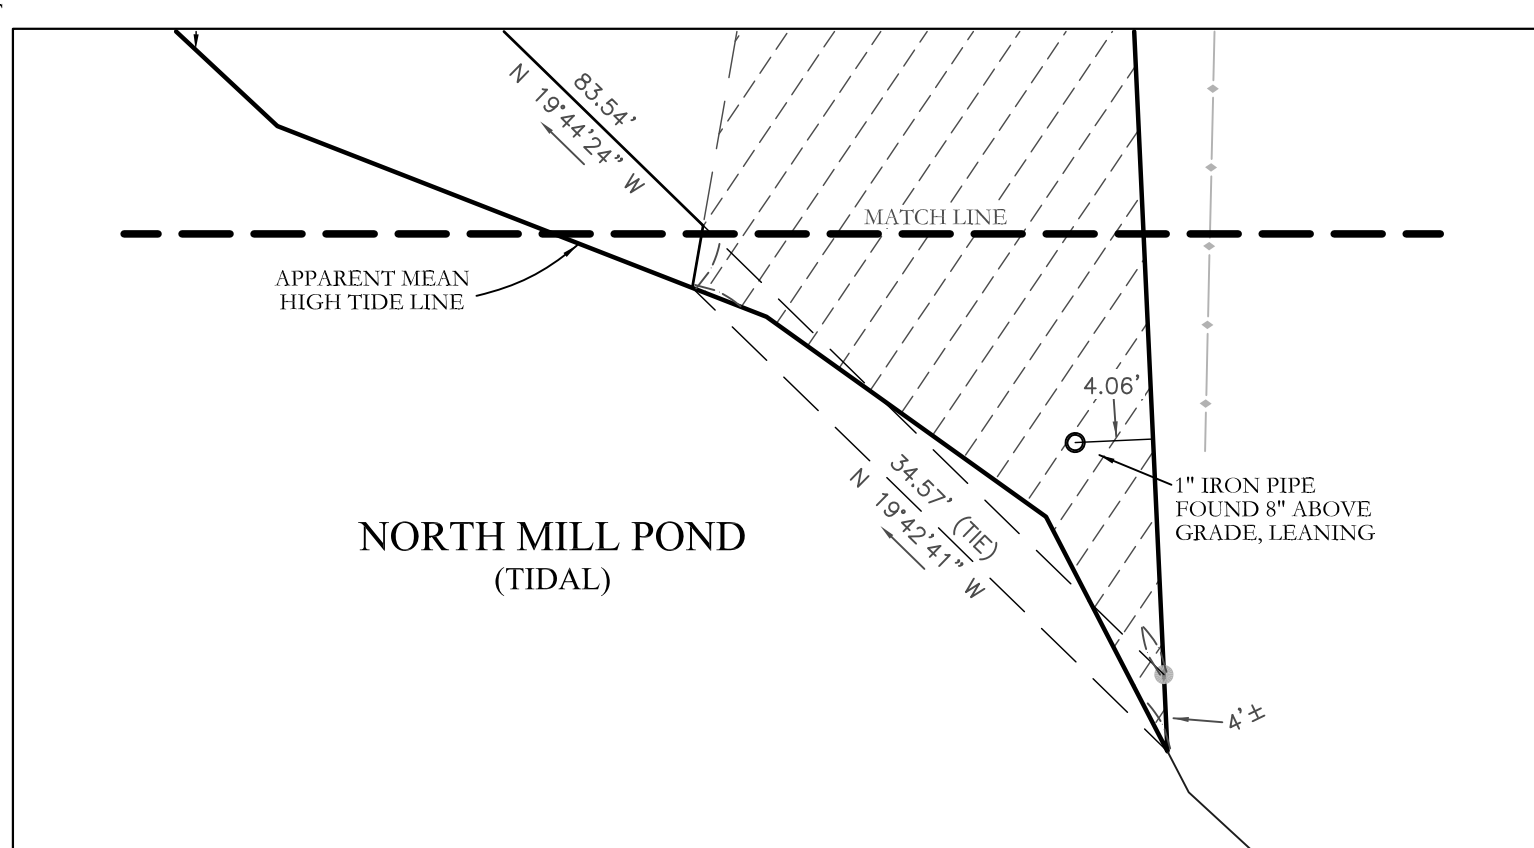 83.54'
N 19°44'24" W
MATCH LINE
APPARENT MEAN
HIGH TIDE LINE
4.06'
34.57' (TIE)
N 19°42'41" W
1" IRON PIPE
FOUND 8" ABOVE
GRADE, LEANING
NORTH MILL POND
(TIDAL)
4'±